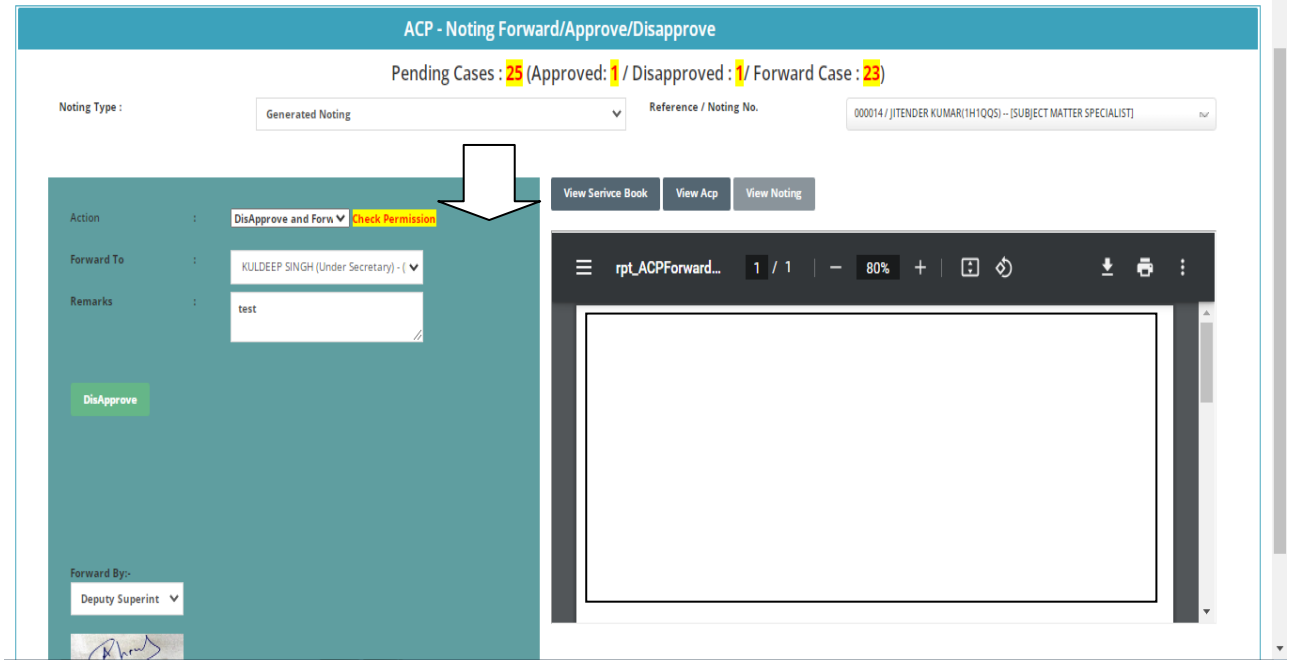 ACP - Noting Forward/Approve/Disapprove
Pending Cases : 25 (Approved: 1 / Disapproved : 1/ Forward Case : 23)
Noting Type : Generated Noting Reference / Noting No. 000014 / JITENDER KUMAR(1H1QQS) -- [SUBJECT MATTER SPECIALIST]
View Serivce Book View Acp View Noting
Action : DisApprove and Forw Check Permission
Forward To : KULDEEP SINGH (Under Secretary) - (
Remarks : test
rpt_ACPForward... 1 / 1 | − 80% + |
DisApprove
Forward By:-
Deputy Superint